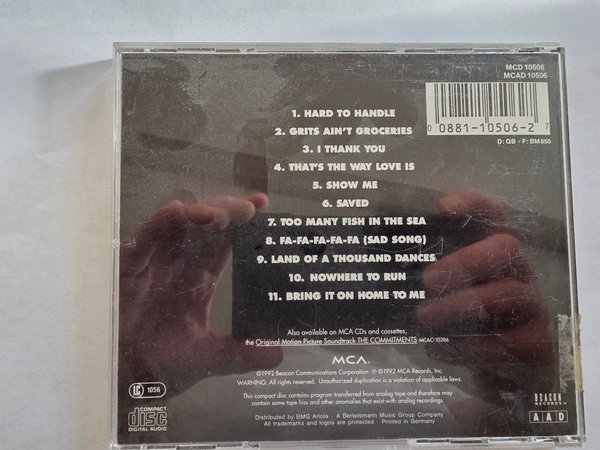 MCD 10506
MCAD 10506
0 0881-10506-2 7
D: QB · F: BM 650
1. HARD TO HANDLE
2. GRITS AIN'T GROCERIES
3. I THANK YOU
4. THAT'S THE WAY LOVE IS
5. SHOW ME
6. SAVED
7. TOO MANY FISH IN THE SEA
8. FA-FA-FA-FA-FA (SAD SONG)
9. LAND OF A THOUSAND DANCES
10. NOWHERE TO RUN
11. BRING IT ON HOME TO ME
Also available on MCA CDs and cassettes,
the Original Motion Picture Soundtrack THE COMMITMENTS MCAC-10286
MCA®
©1992 Beacon Communications Corporation ℗ ©1992 MCA Records, Inc.
WARNING: All rights reserved. Unauthorized duplication is a violation of applicable laws.
This compact disc contains program transferred from analog tape and therefore may
contain some tape hiss and other anomalies that exist with analog recordings.
Distributed by BMG Ariola - A Bertelsmann Music Group Company
All trademarks and logos are protected Printed in Germany
LC 1056
COMPACT
disc
DIGITAL AUDIO
BEACON
RECORDS™
A A D